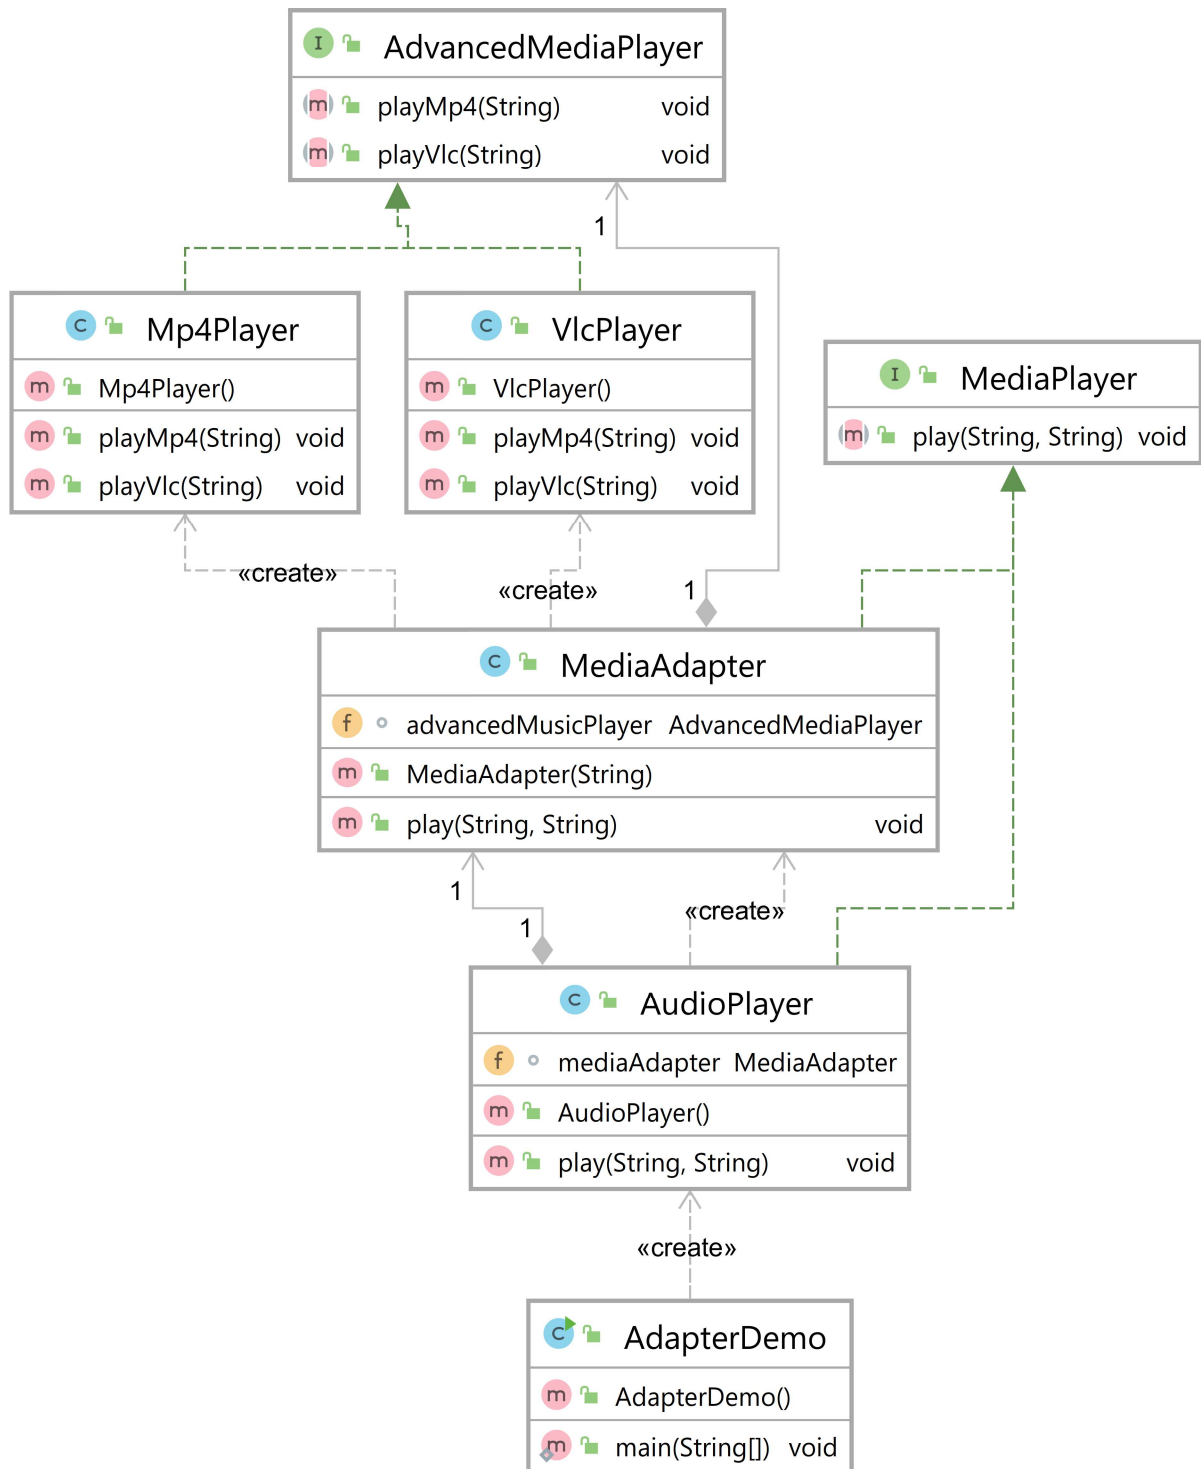 AdvancedMediaPlayer
playMp4(String) void
playVlc(String) void
1
Mp4Player
Mp4Player()
playMp4(String) void
playVlc(String) void
VlcPlayer
VlcPlayer()
playMp4(String) void
playVlc(String) void
MediaPlayer
play(String, String) void
«create»
«create»
1
MediaAdapter
advancedMusicPlayer AdvancedMediaPlayer
MediaAdapter(String)
play(String, String) void
1
1
«create»
AudioPlayer
mediaAdapter MediaAdapter
AudioPlayer()
play(String, String) void
«create»
AdapterDemo
AdapterDemo()
main(String[]) void